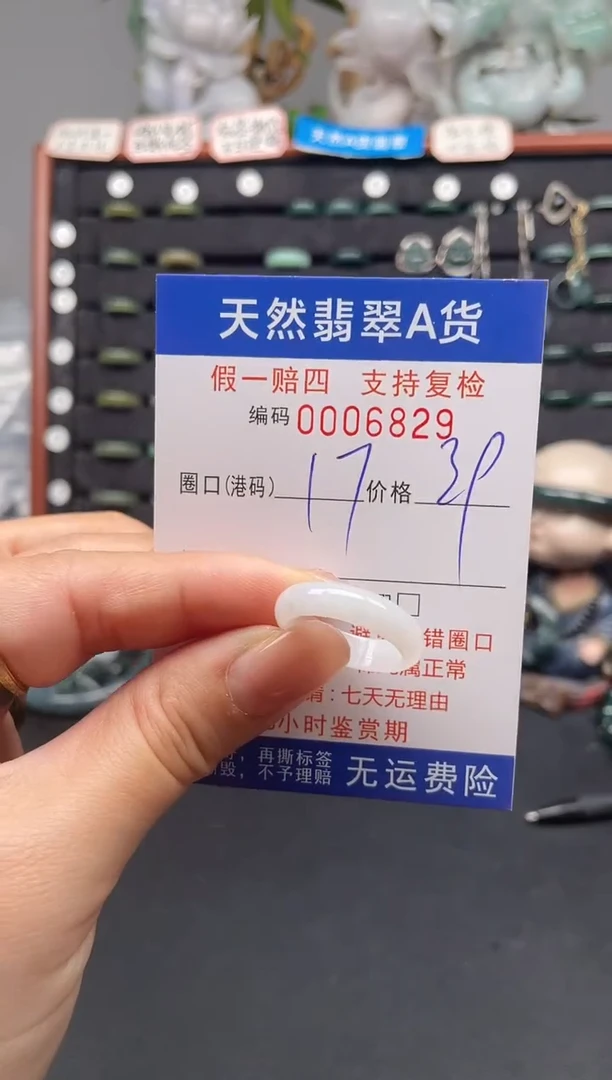 天然翡翠A货
假一赔四 支持复检
编码 0006829
圈口(港码) 17 价格 39
错圈口
属正常
:七天无理由
小时鉴赏期
，再撕标签
毁，不予理赔
无运费险